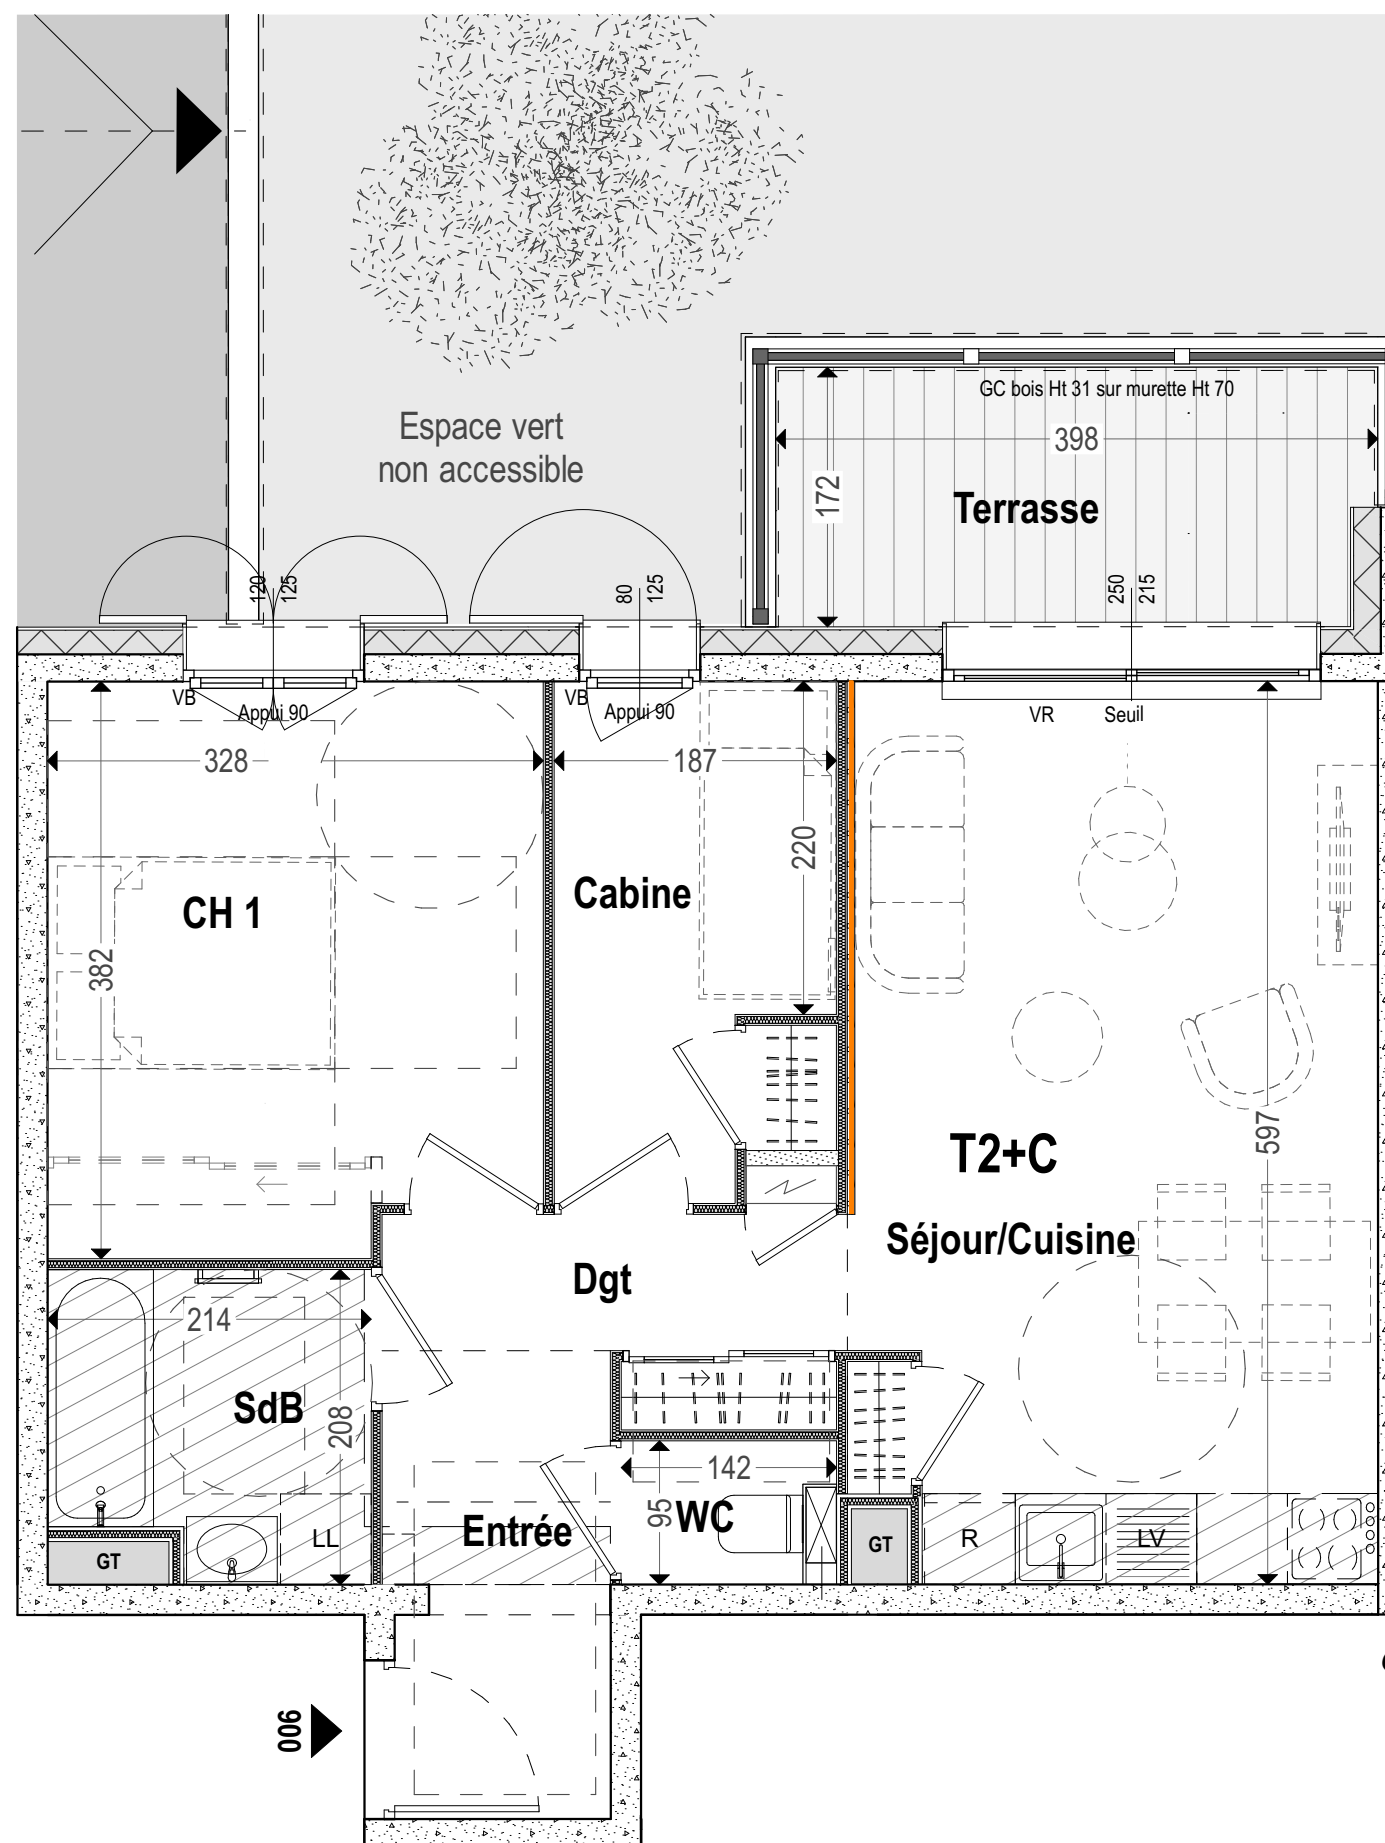 GC bois Ht 31 sur murette Ht 70
Espace vert
non accessible
398
172
Terrasse
120
125
80
125
250
215
VB
Appui 90
VB
Appui 90
VR
Seuil
328
187
220
Cabine
CH 1
382
T2+C
597
Séjour/Cuisine
Dgt
214
SdB
208
142
95
WC
Entrée
LL
GT
GT
R
LV
006